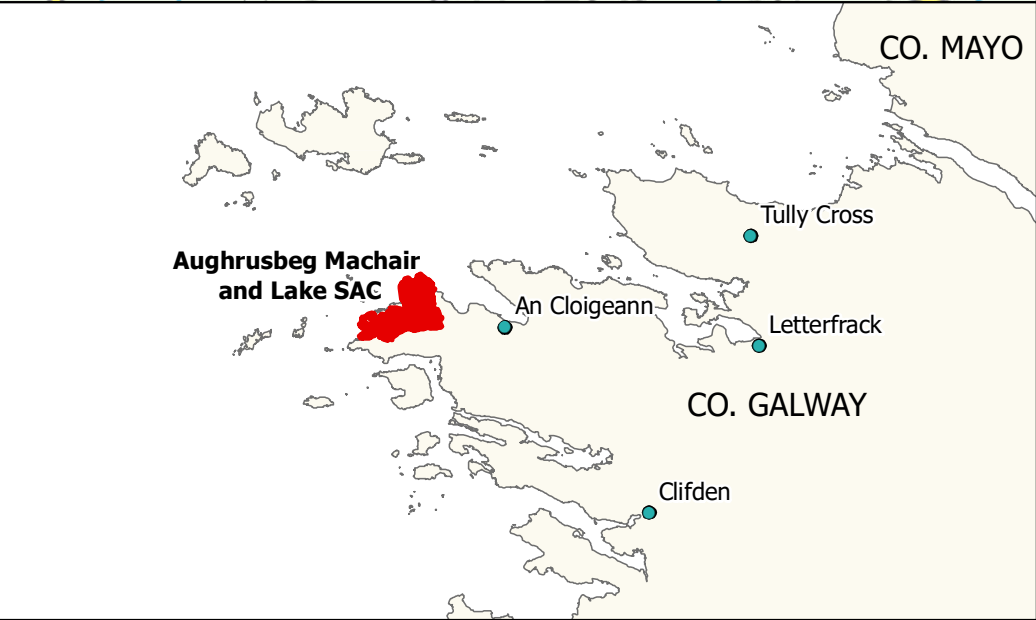 CO. MAYO
Tully Cross
Aughrusbeg Machair
and Lake SAC
An Cloigeann
Letterfrack
CO. GALWAY
Clifden